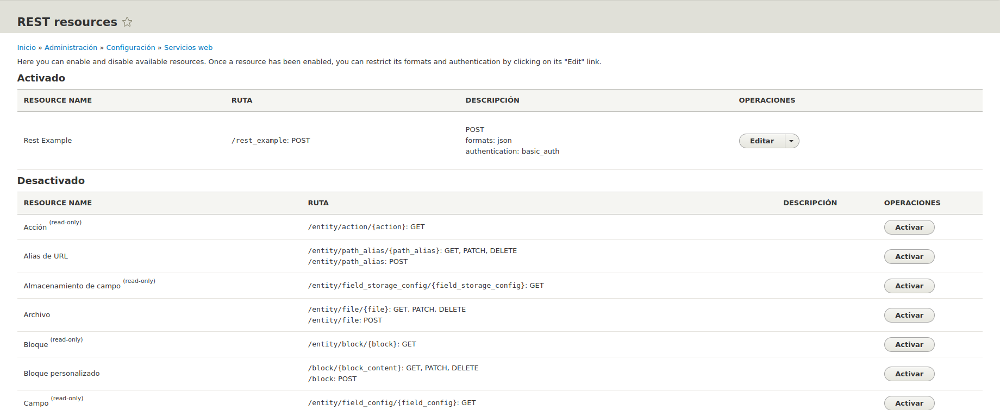 REST resources
Inicio » Administración » Configuración » Servicios web
Here you can enable and disable available resources. Once a resource has been enabled, you can restrict its formats and authentication by clicking on its "Edit" link.
Activado
RESOURCE NAME RUTA DESCRIPCIÓN OPERACIONES
POST
Rest Example /rest_example: POST formats: json Editar
authentication: basic_auth
Desactivado
RESOURCE NAME RUTA DESCRIPCIÓN OPERACIONES
Acción (read-only) /entity/action/{action}: GET Activar
/entity/path_alias/{path_alias}: GET, PATCH, DELETE
Alias de URL Activar
/entity/path_alias: POST
Almacenamiento de campo (read-only) /entity/field_storage_config/{field_storage_config}: GET Activar
/entity/file/{file}: GET, PATCH, DELETE
Archivo Activar
/entity/file: POST
Bloque (read-only) /entity/block/{block}: GET Activar
/block/{block_content}: GET, PATCH, DELETE
Bloque personalizado Activar
/block: POST
Campo (read-only) /entity/field_config/{field_config}: GET Activar